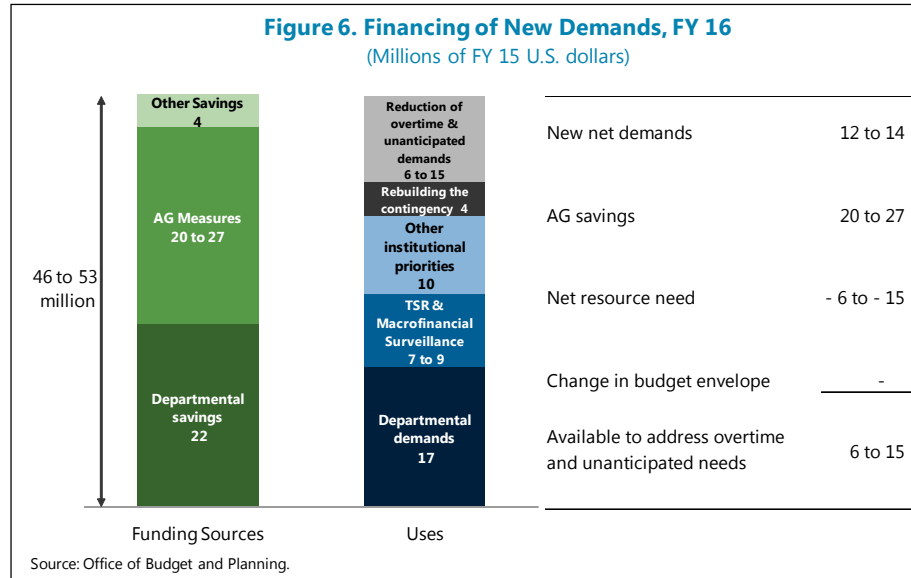 Figure 6. Financing of New Demands, FY 16
(Millions of FY 15 U.S. dollars)
46 to 53
million
Other Savings
4
AG Measures
20 to 27
Departmental
savings
22
Funding Sources
Reduction of
overtime &
unanticipated
demands
6 to 15
Rebuilding the
contingency 4
Other
institutional
priorities
10
TSR &
Macrofinancial
Surveillance
7 to 9
Departmental
demands
17
Uses
New net demands 12 to 14
AG savings 20 to 27
Net resource need - 6 to - 15
Change in budget envelope -
Available to address overtime
and unanticipated needs 6 to 15
Source: Office of Budget and Planning.